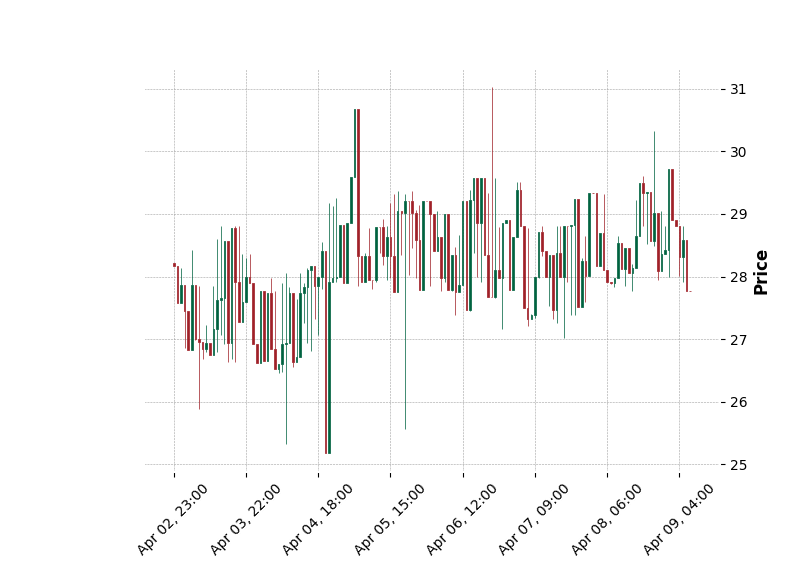 31
30
29
28
27
26
25
Price
Apr 02, 23:00
Apr 03, 22:00
Apr 04, 18:00
Apr 05, 15:00
Apr 06, 12:00
Apr 07, 09:00
Apr 08, 06:00
Apr 09, 04:00